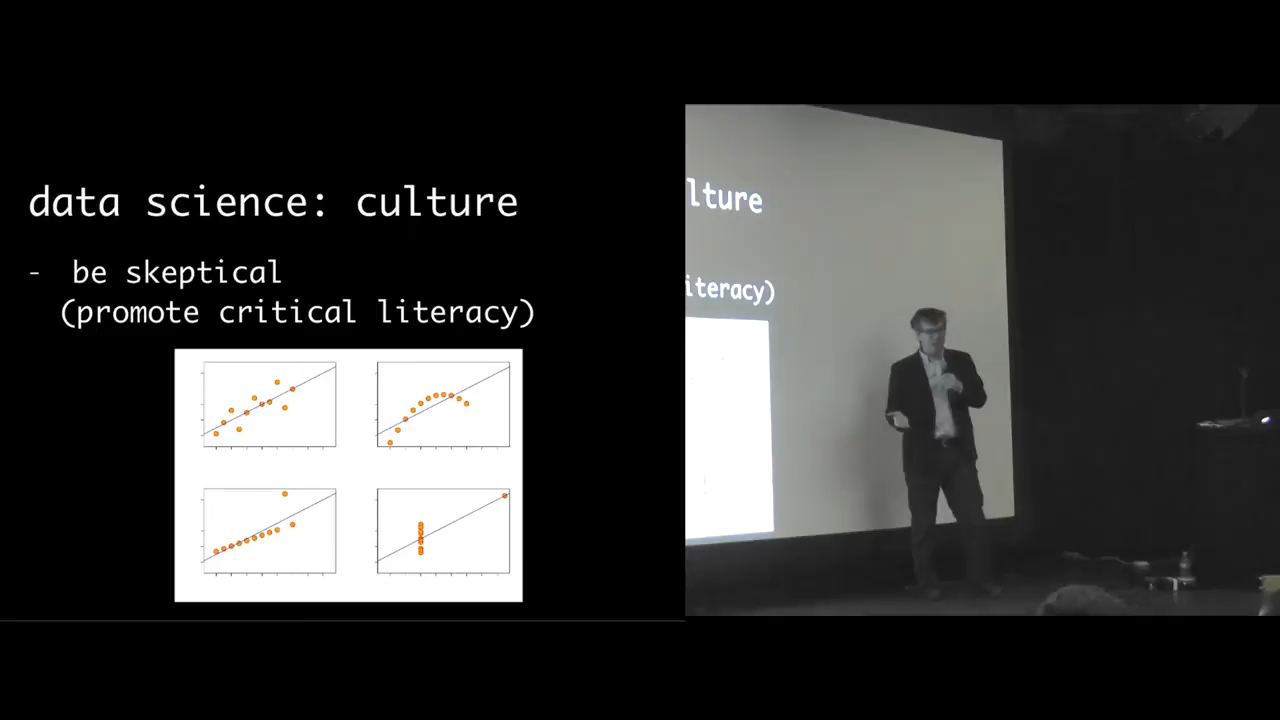 data science: culture
- be skeptical
(promote critical literacy)
lture
iteracy)